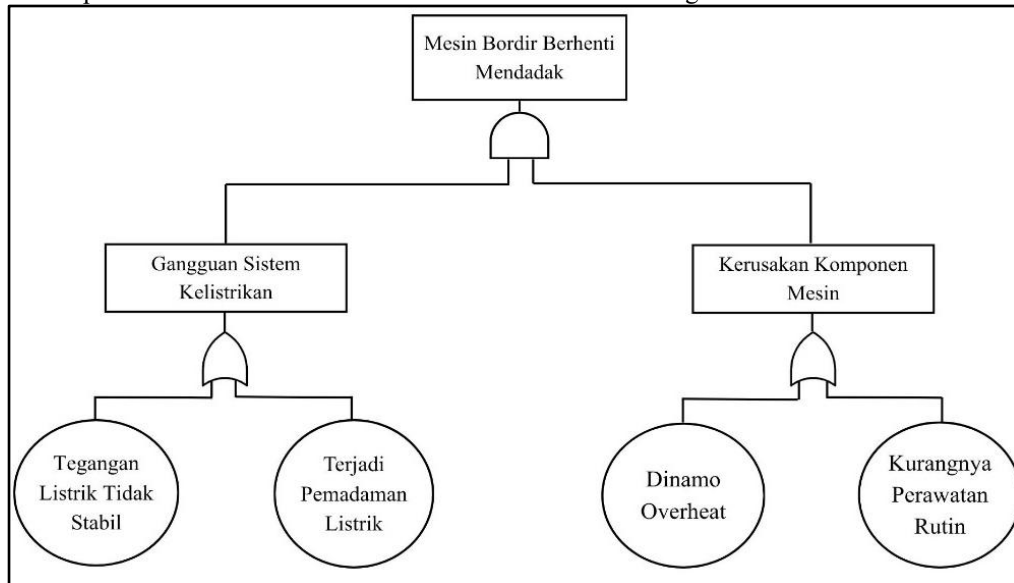 Mesin Bordir Berhenti
Mendadak
Gangguan Sistem
Kelistrikan
Kerusakan Komponen
Mesin
Tegangan
Listrik Tidak
Stabil
Terjadi
Pemadaman
Listrik
Dinamo
Overheat
Kurangnya
Perawatan
Rutin